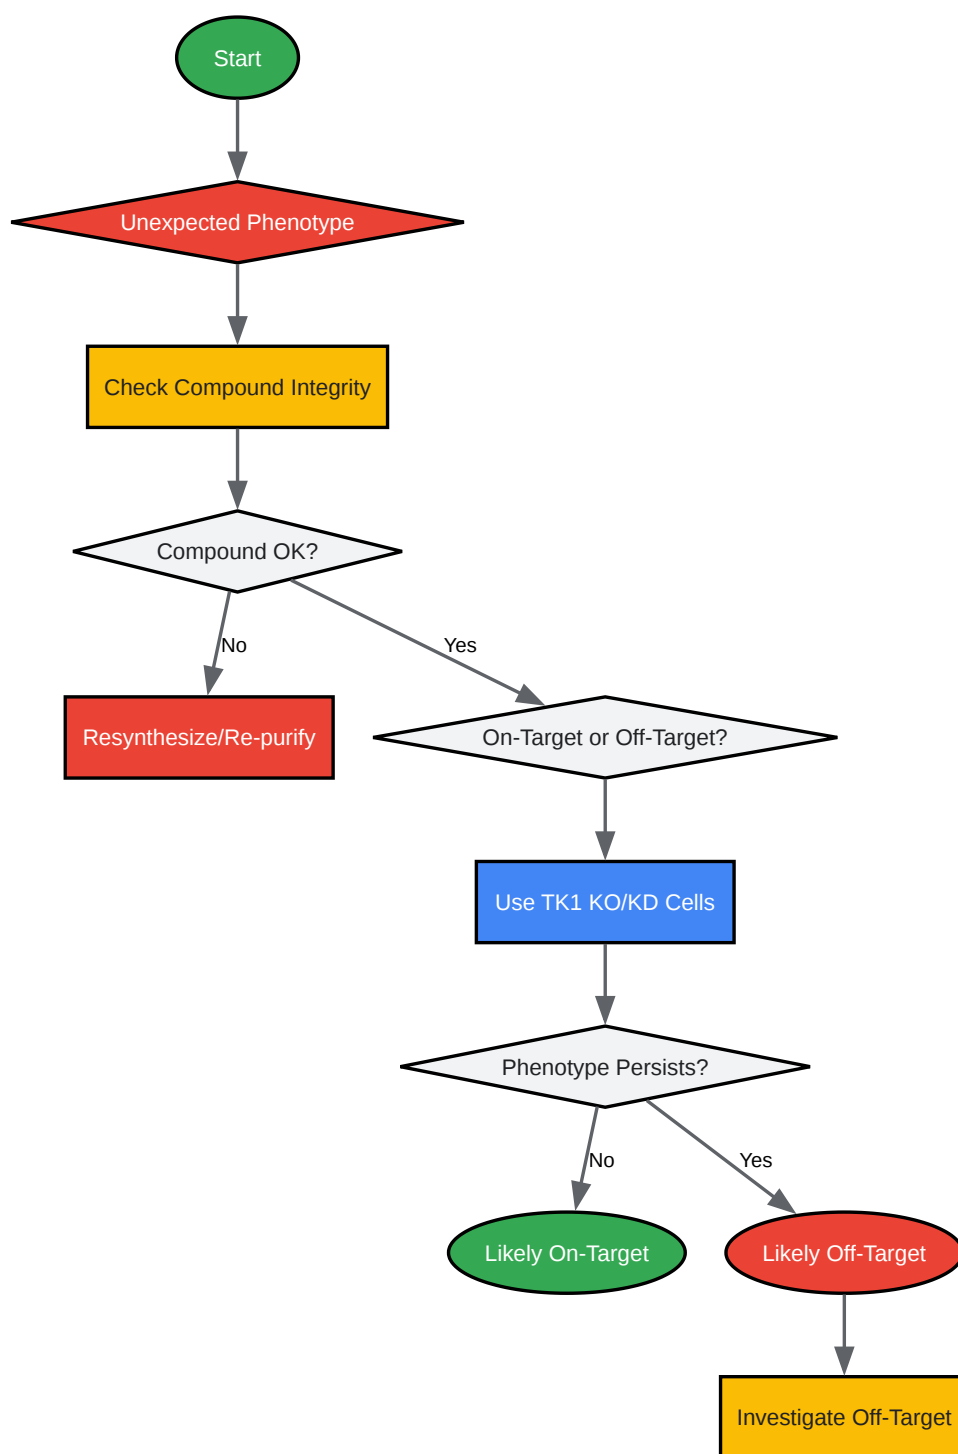 Start
Unexpected Phenotype
Check Compound Integrity
Compound OK?
No
Yes
Resynthesize/Re-purify
On-Target or Off-Target?
Use TK1 KO/KD Cells
Phenotype Persists?
No
Yes
Likely On-Target
Likely Off-Target
Investigate Off-Target